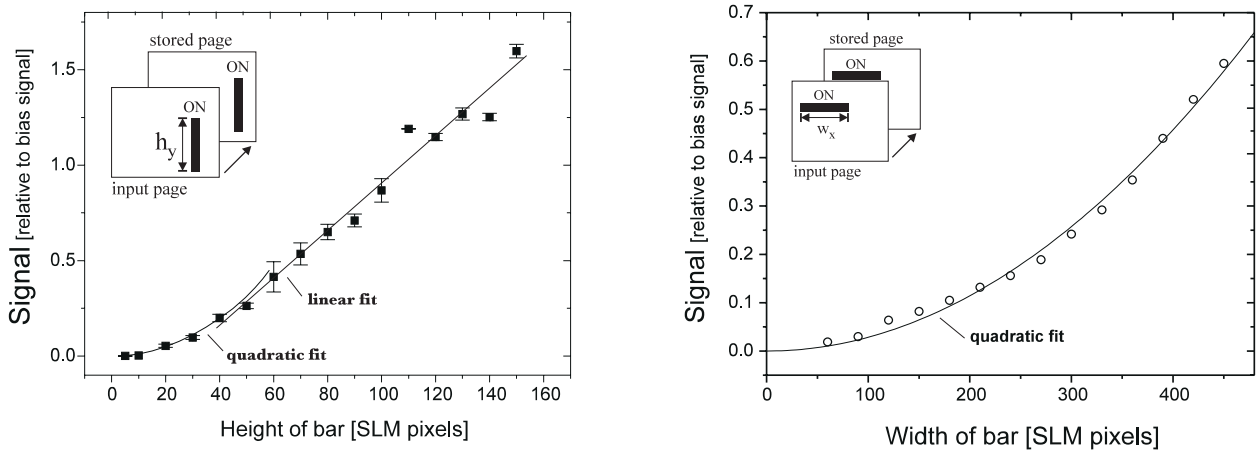 stored page
ON
ON
h_y
input page
linear fit
quadratic fit
Signal [relative to bias signal]
0.0
0.5
1.0
1.5
0 20 40 60 80 100 120 140 160
Height of bar [SLM pixels]
stored page
ON
ON
w_x
input page
quadratic fit
Signal [relative to bias signal]
0.7
0.6
0.5
0.4
0.3
0.2
0.1
0.0
0 100 200 300 400
Width of bar [SLM pixels]